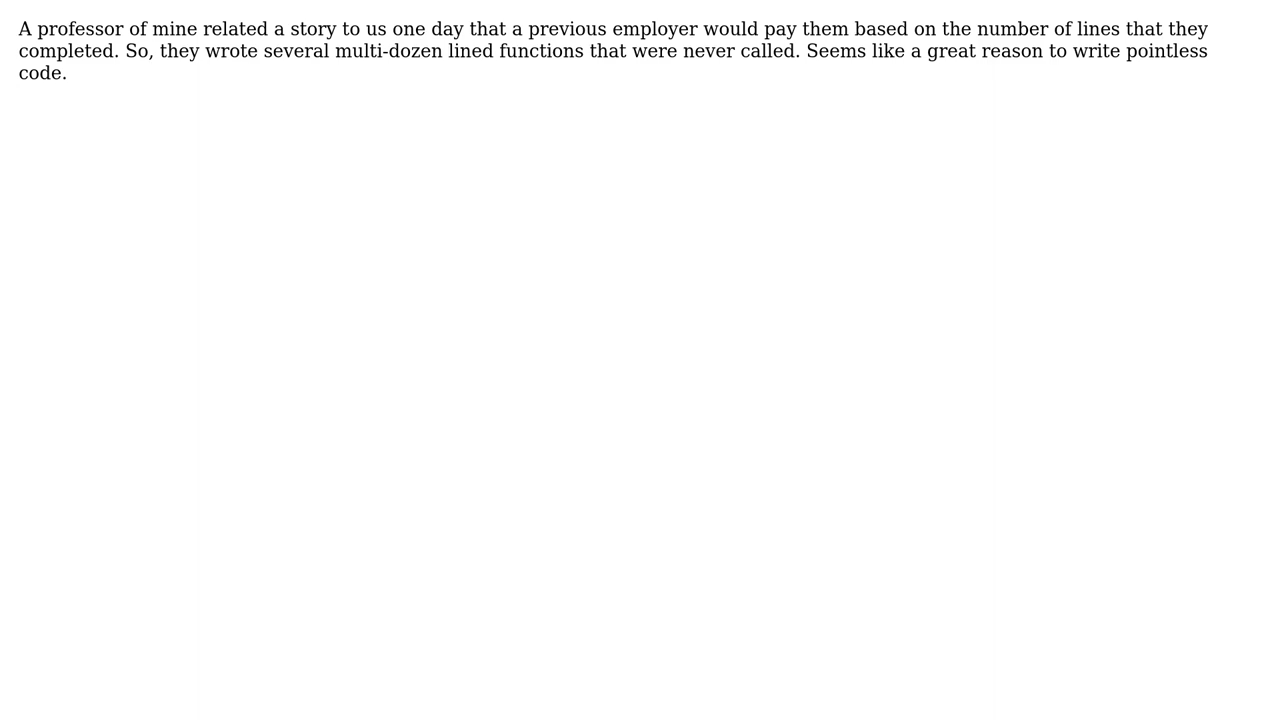 A professor of mine related a story to us one day that a previous employer would pay them based on the number of lines that they
completed. So, they wrote several multi-dozen lined functions that were never called. Seems like a great reason to write pointless
code.